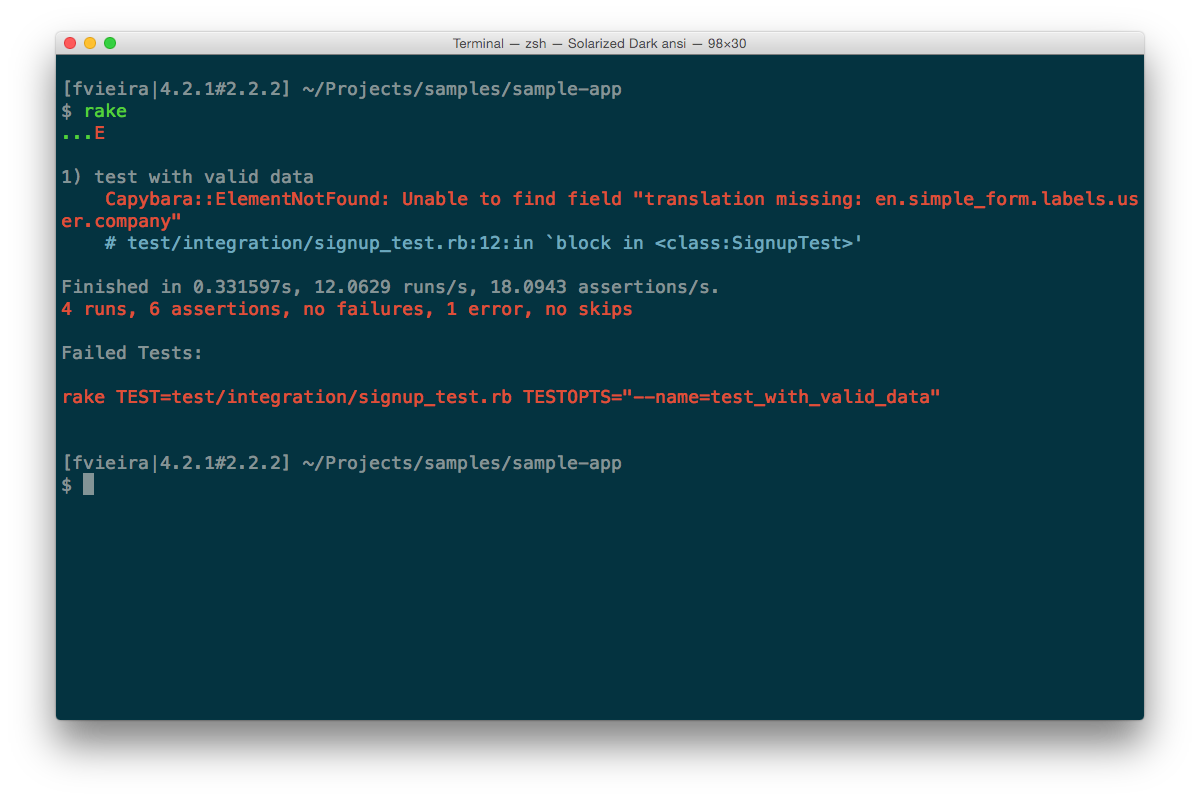 Terminal — zsh — Solarized Dark ansi — 98×30
[fvieira|4.2.1#2.2.2] ~/Projects/samples/sample-app
$ rake
...E
1) test with valid data
Capybara::ElementNotFound: Unable to find field "translation missing: en.simple_form.labels.us
er.company"
# test/integration/signup_test.rb:12:in `block in <class:SignupTest>'
Finished in 0.331597s, 12.0629 runs/s, 18.0943 assertions/s.
4 runs, 6 assertions, no failures, 1 error, no skips
Failed Tests:
rake TEST=test/integration/signup_test.rb TESTOPTS="--name=test_with_valid_data"
[fvieira|4.2.1#2.2.2] ~/Projects/samples/sample-app
$